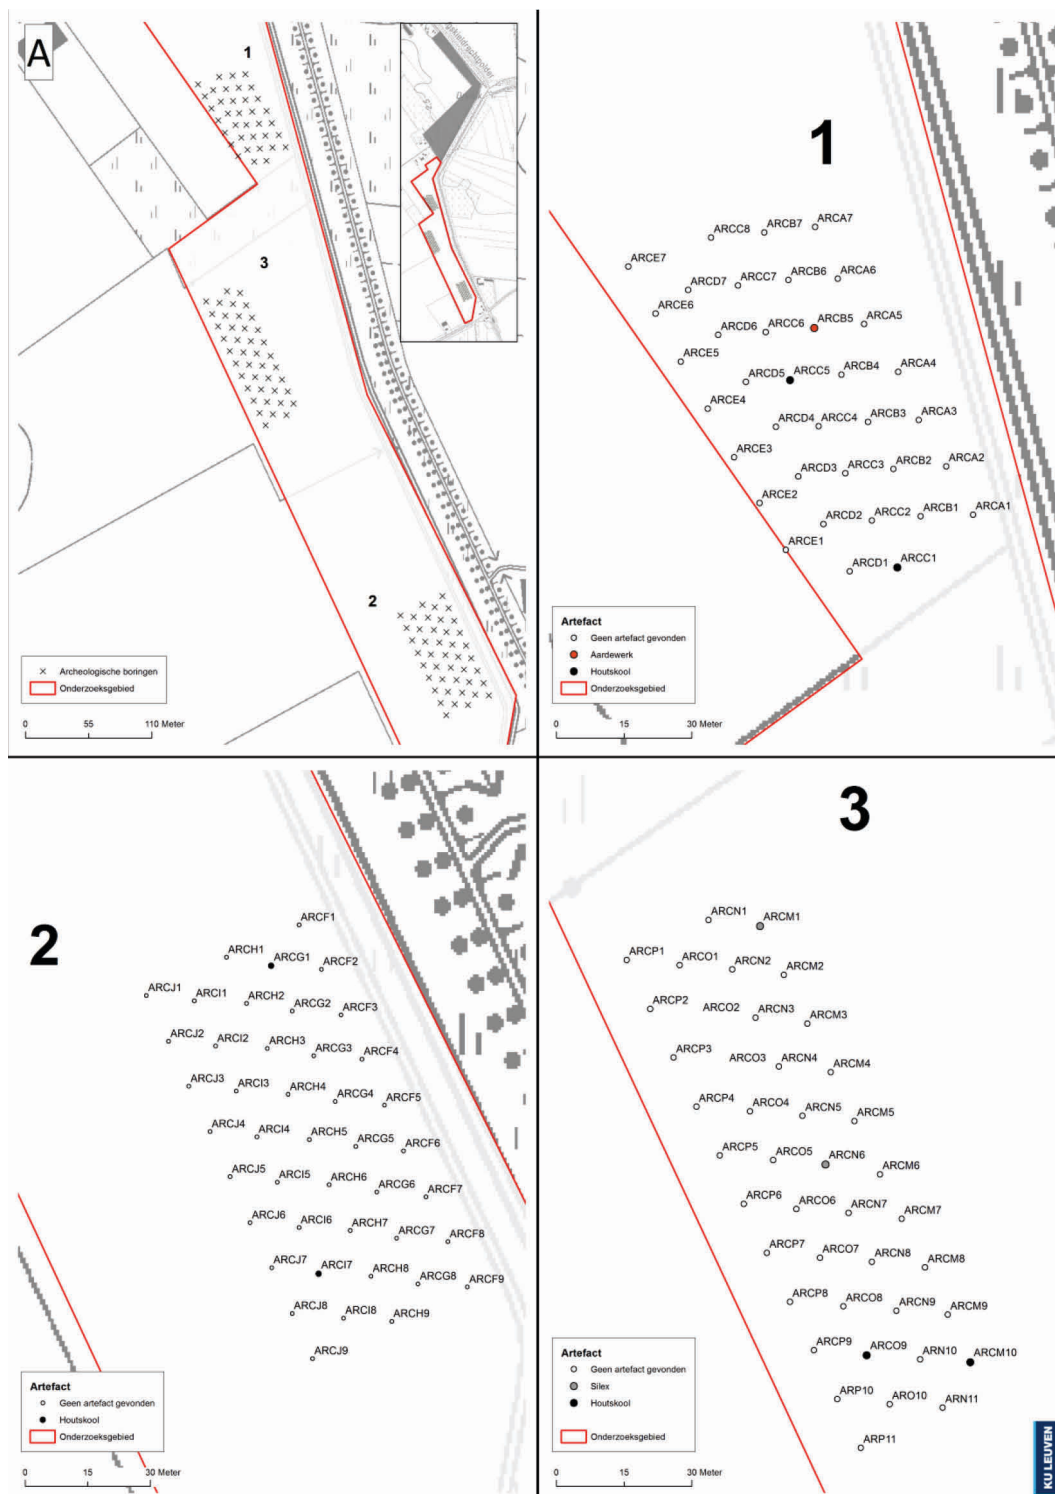 A
1
3
2
Archeologische boringen
Onderzoeksgebied
0 55 110 Meter
1
ARCC8 ARCB7 ARCA7
ARCE7
ARCD7 ARCC7 ARCB6 ARCA6
ARCE6
ARCD6 ARCC6 ARCB5 ARCA5
ARCE5
ARCD5 ARCC5 ARCB4 ARCA4
ARCE4
ARCD4 ARCC4 ARCB3 ARCA3
ARCE3
ARCD3 ARCC3 ARCB2 ARCA2
ARCE2
ARCD2 ARCC2 ARCB1 ARCA1
ARCE1
ARCD1 ARCC1
Artefact
Geen artefact gevonden
Aardewerk
Houtskool
Onderzoeksgebied
0 15 30 Meter
2
ARCF1
ARCH1 ARCG1 ARCF2
ARCJ1 ARCI1 ARCH2 ARCG2 ARCF3
ARCJ2 ARCI2 ARCH3 ARCG3 ARCF4
ARCJ3 ARCI3 ARCH4 ARCG4 ARCF5
ARCJ4 ARCI4 ARCH5 ARCG5 ARCF6
ARCJ5 ARCI5 ARCH6 ARCG6 ARCF7
ARCJ6 ARCI6 ARCH7 ARCG7 ARCF8
ARCJ7 ARCI7 ARCH8 ARCG8 ARCF9
ARCJ8 ARCI8 ARCH9
ARCJ9
Artefact
Geen artefact gevonden
Houtskool
Onderzoeksgebied
0 15 30 Meter
3
ARCN1 ARCM1
ARCP1 ARCO1 ARCN2 ARCM2
ARCP2 ARCO2 ARCN3 ARCM3
ARCP3 ARCO3 ARCN4 ARCM4
ARCP4 ARCO4 ARCN5 ARCM5
ARCP5 ARCO5 ARCN6 ARCM6
ARCP6 ARCO6 ARCN7 ARCM7
ARCP7 ARCO7 ARCN8 ARCM8
ARCP8 ARCO8 ARCN9 ARCM9
ARCP9 ARCO9 ARN10 ARCM10
ARP10 ARO10 ARN11
ARP11
Artefact
Geen artefact gevonden
Silex
Houtskool
Onderzoeksgebied
0 15 30 Meter
KU LEUVEN